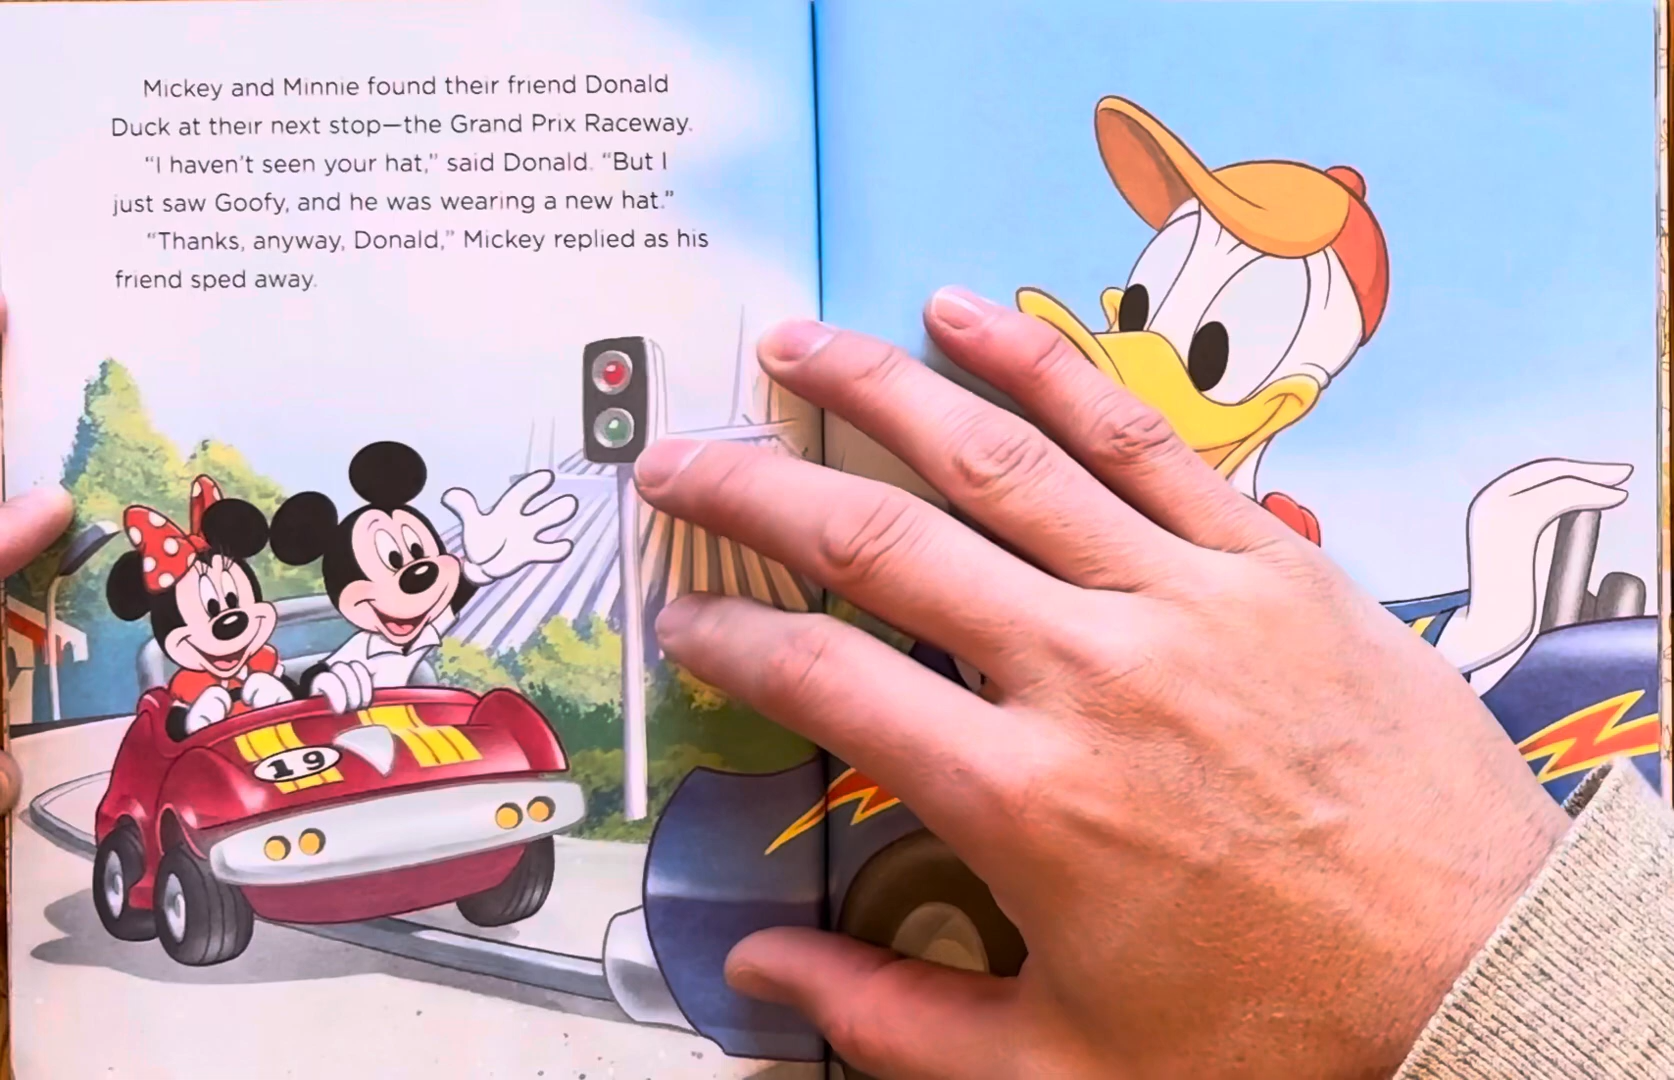 Mickey and Minnie found their friend Donald
Duck at their next stop—the Grand Prix Raceway.
“I haven’t seen your hat,” said Donald. “But I
just saw Goofy, and he was wearing a new hat.”
“Thanks, anyway, Donald,” Mickey replied as his
friend sped away.
19